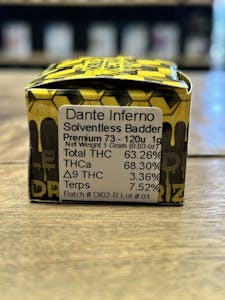 Dante Inferno
Solventless Badder
Premium 73 - 120u 1g
Net Weight 1 Gram (0.03 oz)
Total THC 63.26%
THCa 68.30%
Δ9 THC 3.36%
Terps 7.52%
Batch # DI02-R Lot # 91